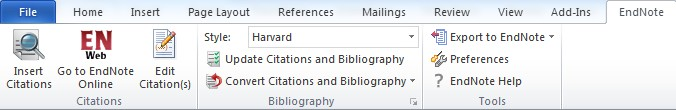 File Home Insert Page Layout References Mailings Review View Add-Ins EndNote
Insert Citations
EN Web
Go to EndNote Online
Edit Citation(s)
Citations
Style: Harvard
Update Citations and Bibliography
Convert Citations and Bibliography
Bibliography
Export to EndNote
Preferences
EndNote Help
Tools